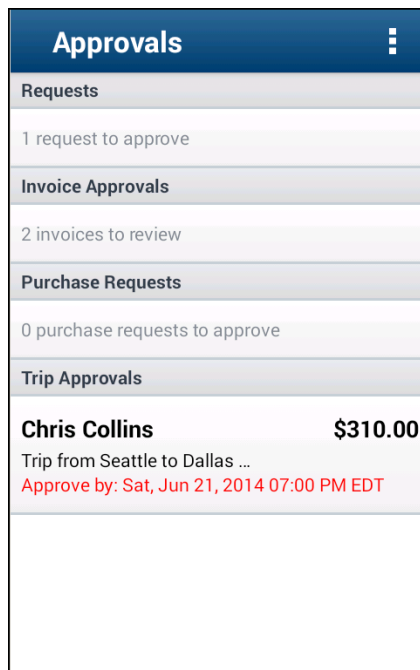 Approvals
Requests
1 request to approve
Invoice Approvals
2 invoices to review
Purchase Requests
0 purchase requests to approve
Trip Approvals
Chris Collins $310.00
Trip from Seattle to Dallas ...
Approve by: Sat, Jun 21, 2014 07:00 PM EDT